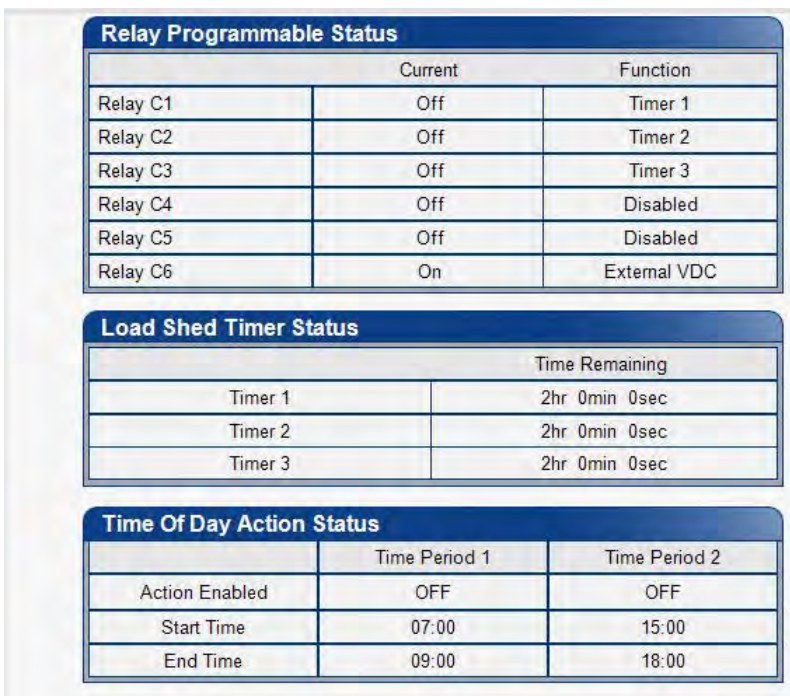 Relay Programmable Status
Current Function
Relay C1 Off Timer 1
Relay C2 Off Timer 2
Relay C3 Off Timer 3
Relay C4 Off Disabled
Relay C5 Off Disabled
Relay C6 On External VDC
Load Shed Timer Status
Time Remaining
Timer 1 2hr 0min 0sec
Timer 2 2hr 0min 0sec
Timer 3 2hr 0min 0sec
Time Of Day Action Status
Time Period 1 Time Period 2
Action Enabled OFF OFF
Start Time 07:00 15:00
End Time 09:00 18:00